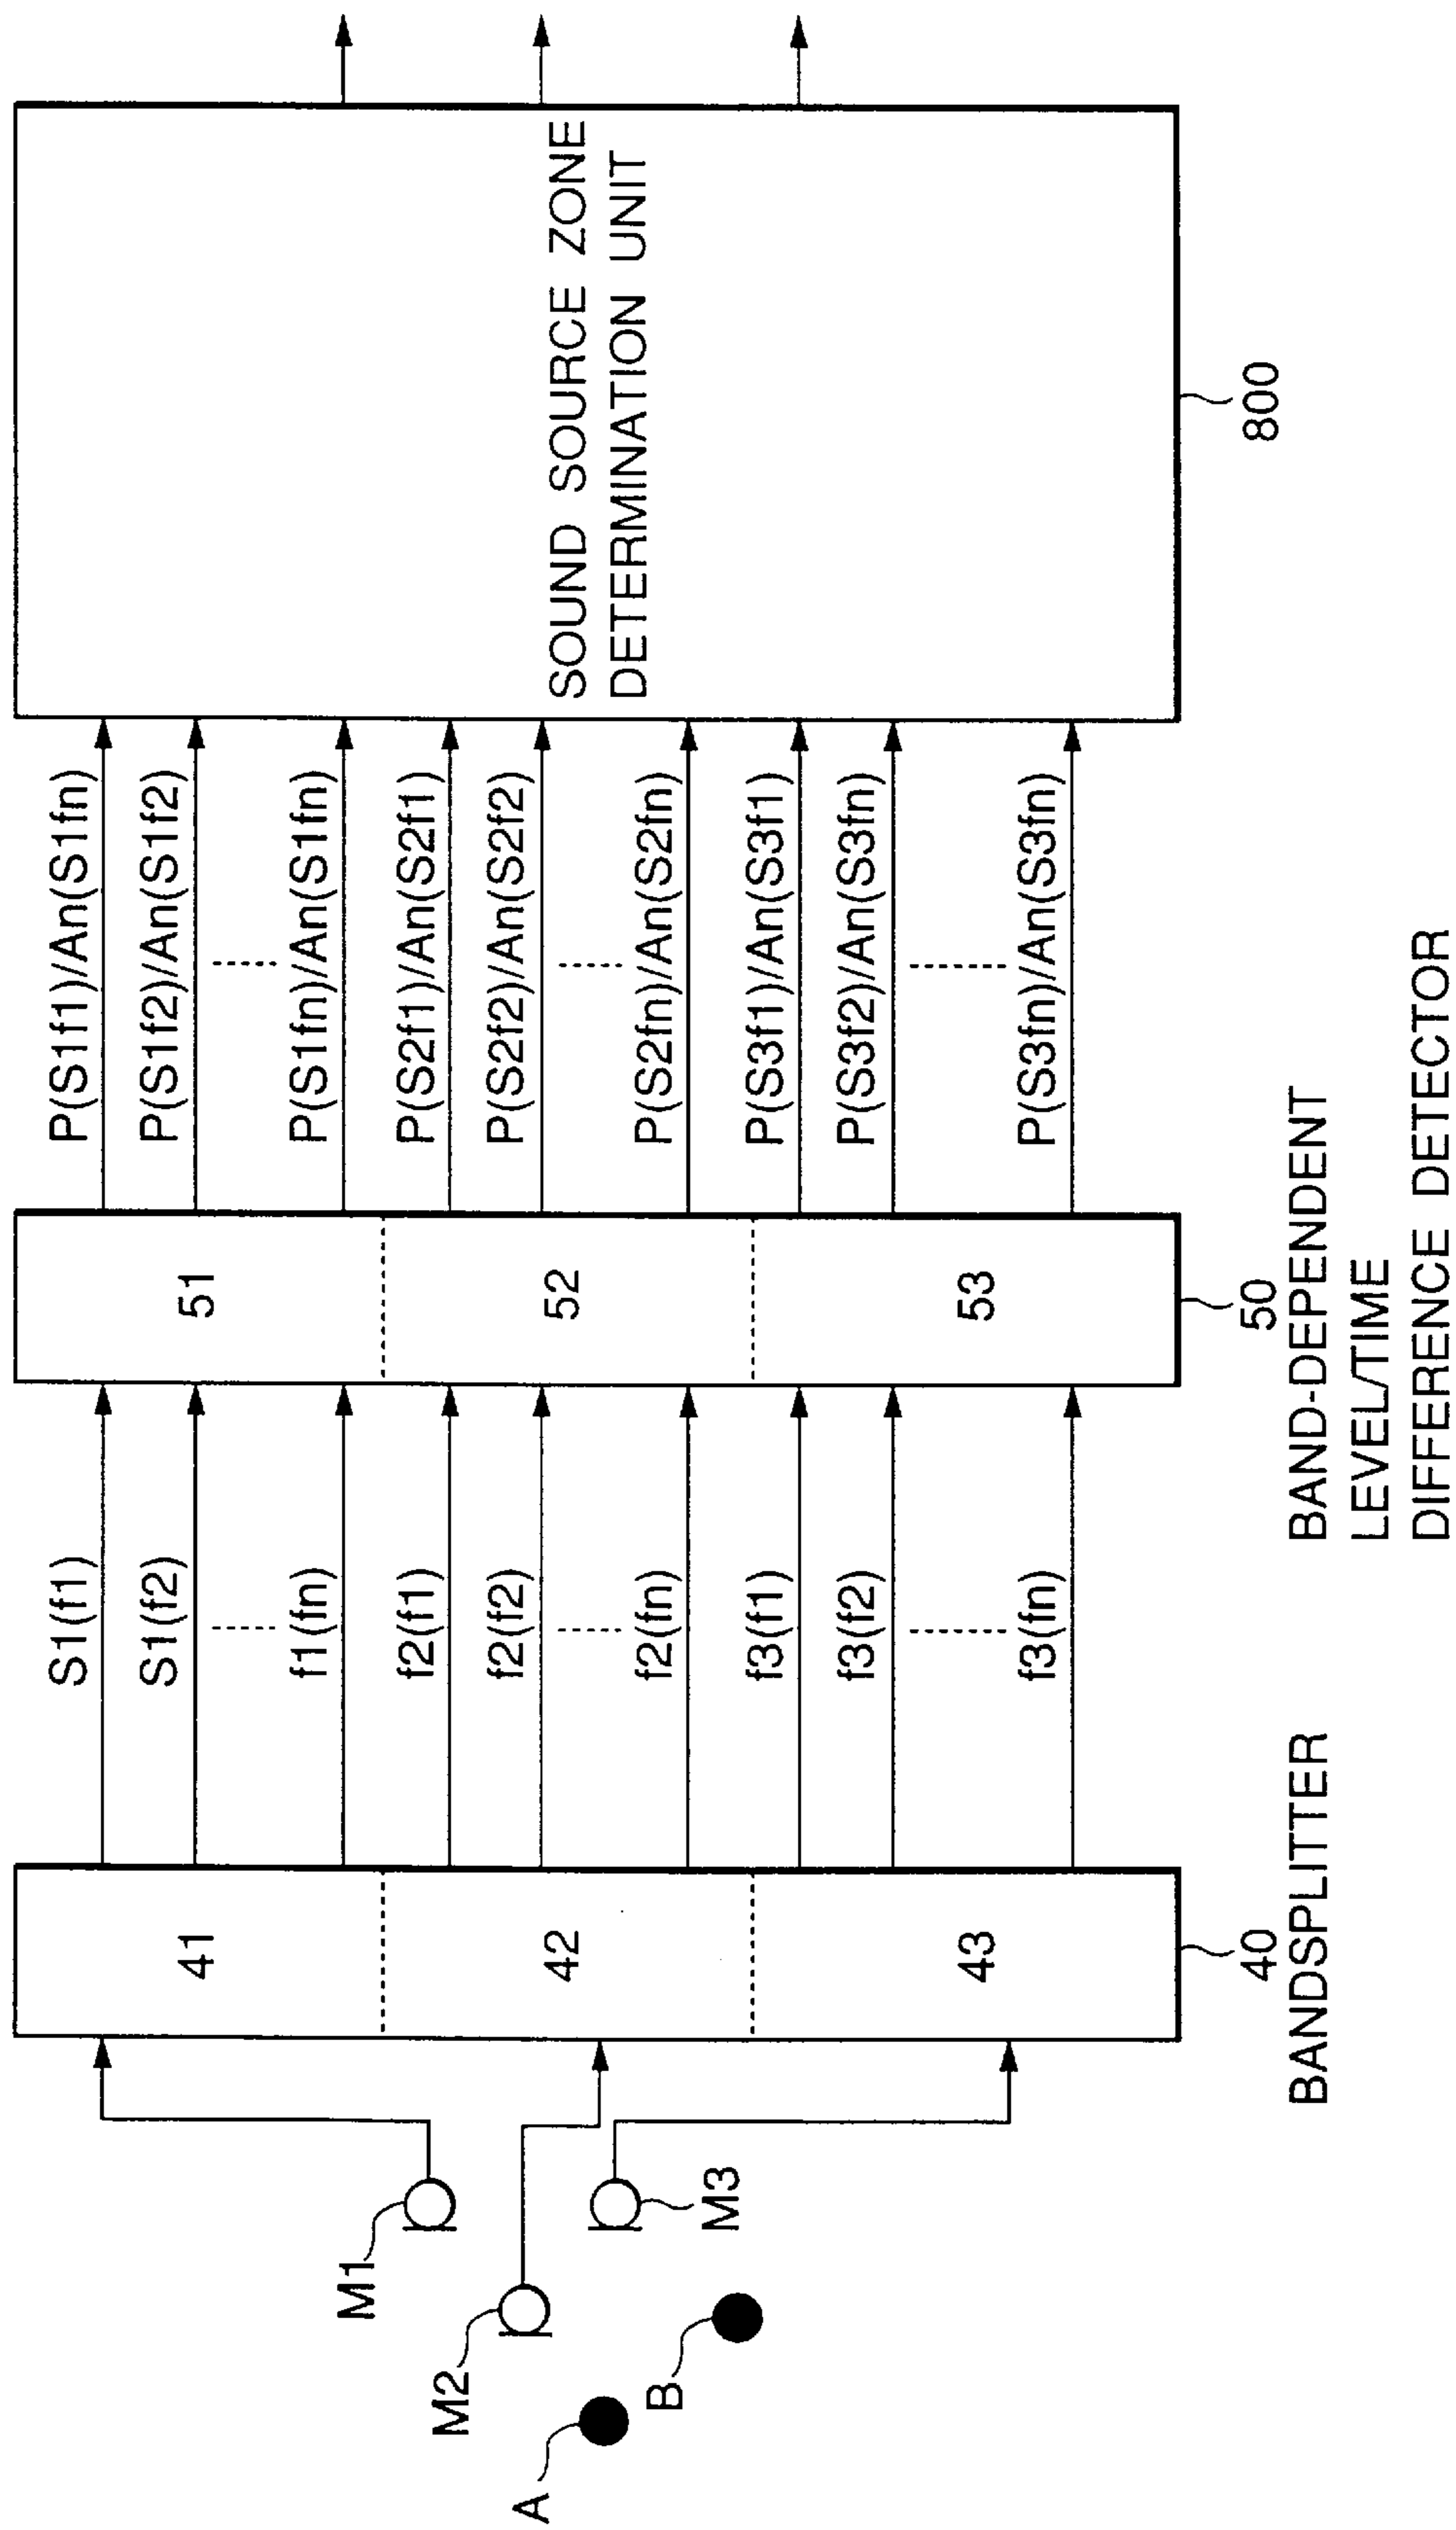 A
B
M1
M2
M3
41
42
43
40
BANDSPLITTER
S1(f1)
S1(f2)
f1(fn)
f2(f1)
f2(f2)
f2(fn)
f3(f1)
f3(f2)
f3(fn)
51
52
53
50
BAND-DEPENDENT
LEVEL/TIME
DIFFERENCE DETECTOR
P(S1f1)/An(S1fn)
P(S1f2)/An(S1f2)
P(S1fn)/An(S1fn)
P(S2f1)/An(S2f1)
P(S2f2)/An(S2f2)
P(S2fn)/An(S2fn)
P(S3f1)/An(S3f1)
P(S3f2)/An(S3fn)
P(S3fn)/An(S3fn)
SOUND SOURCE ZONE
DETERMINATION UNIT
800